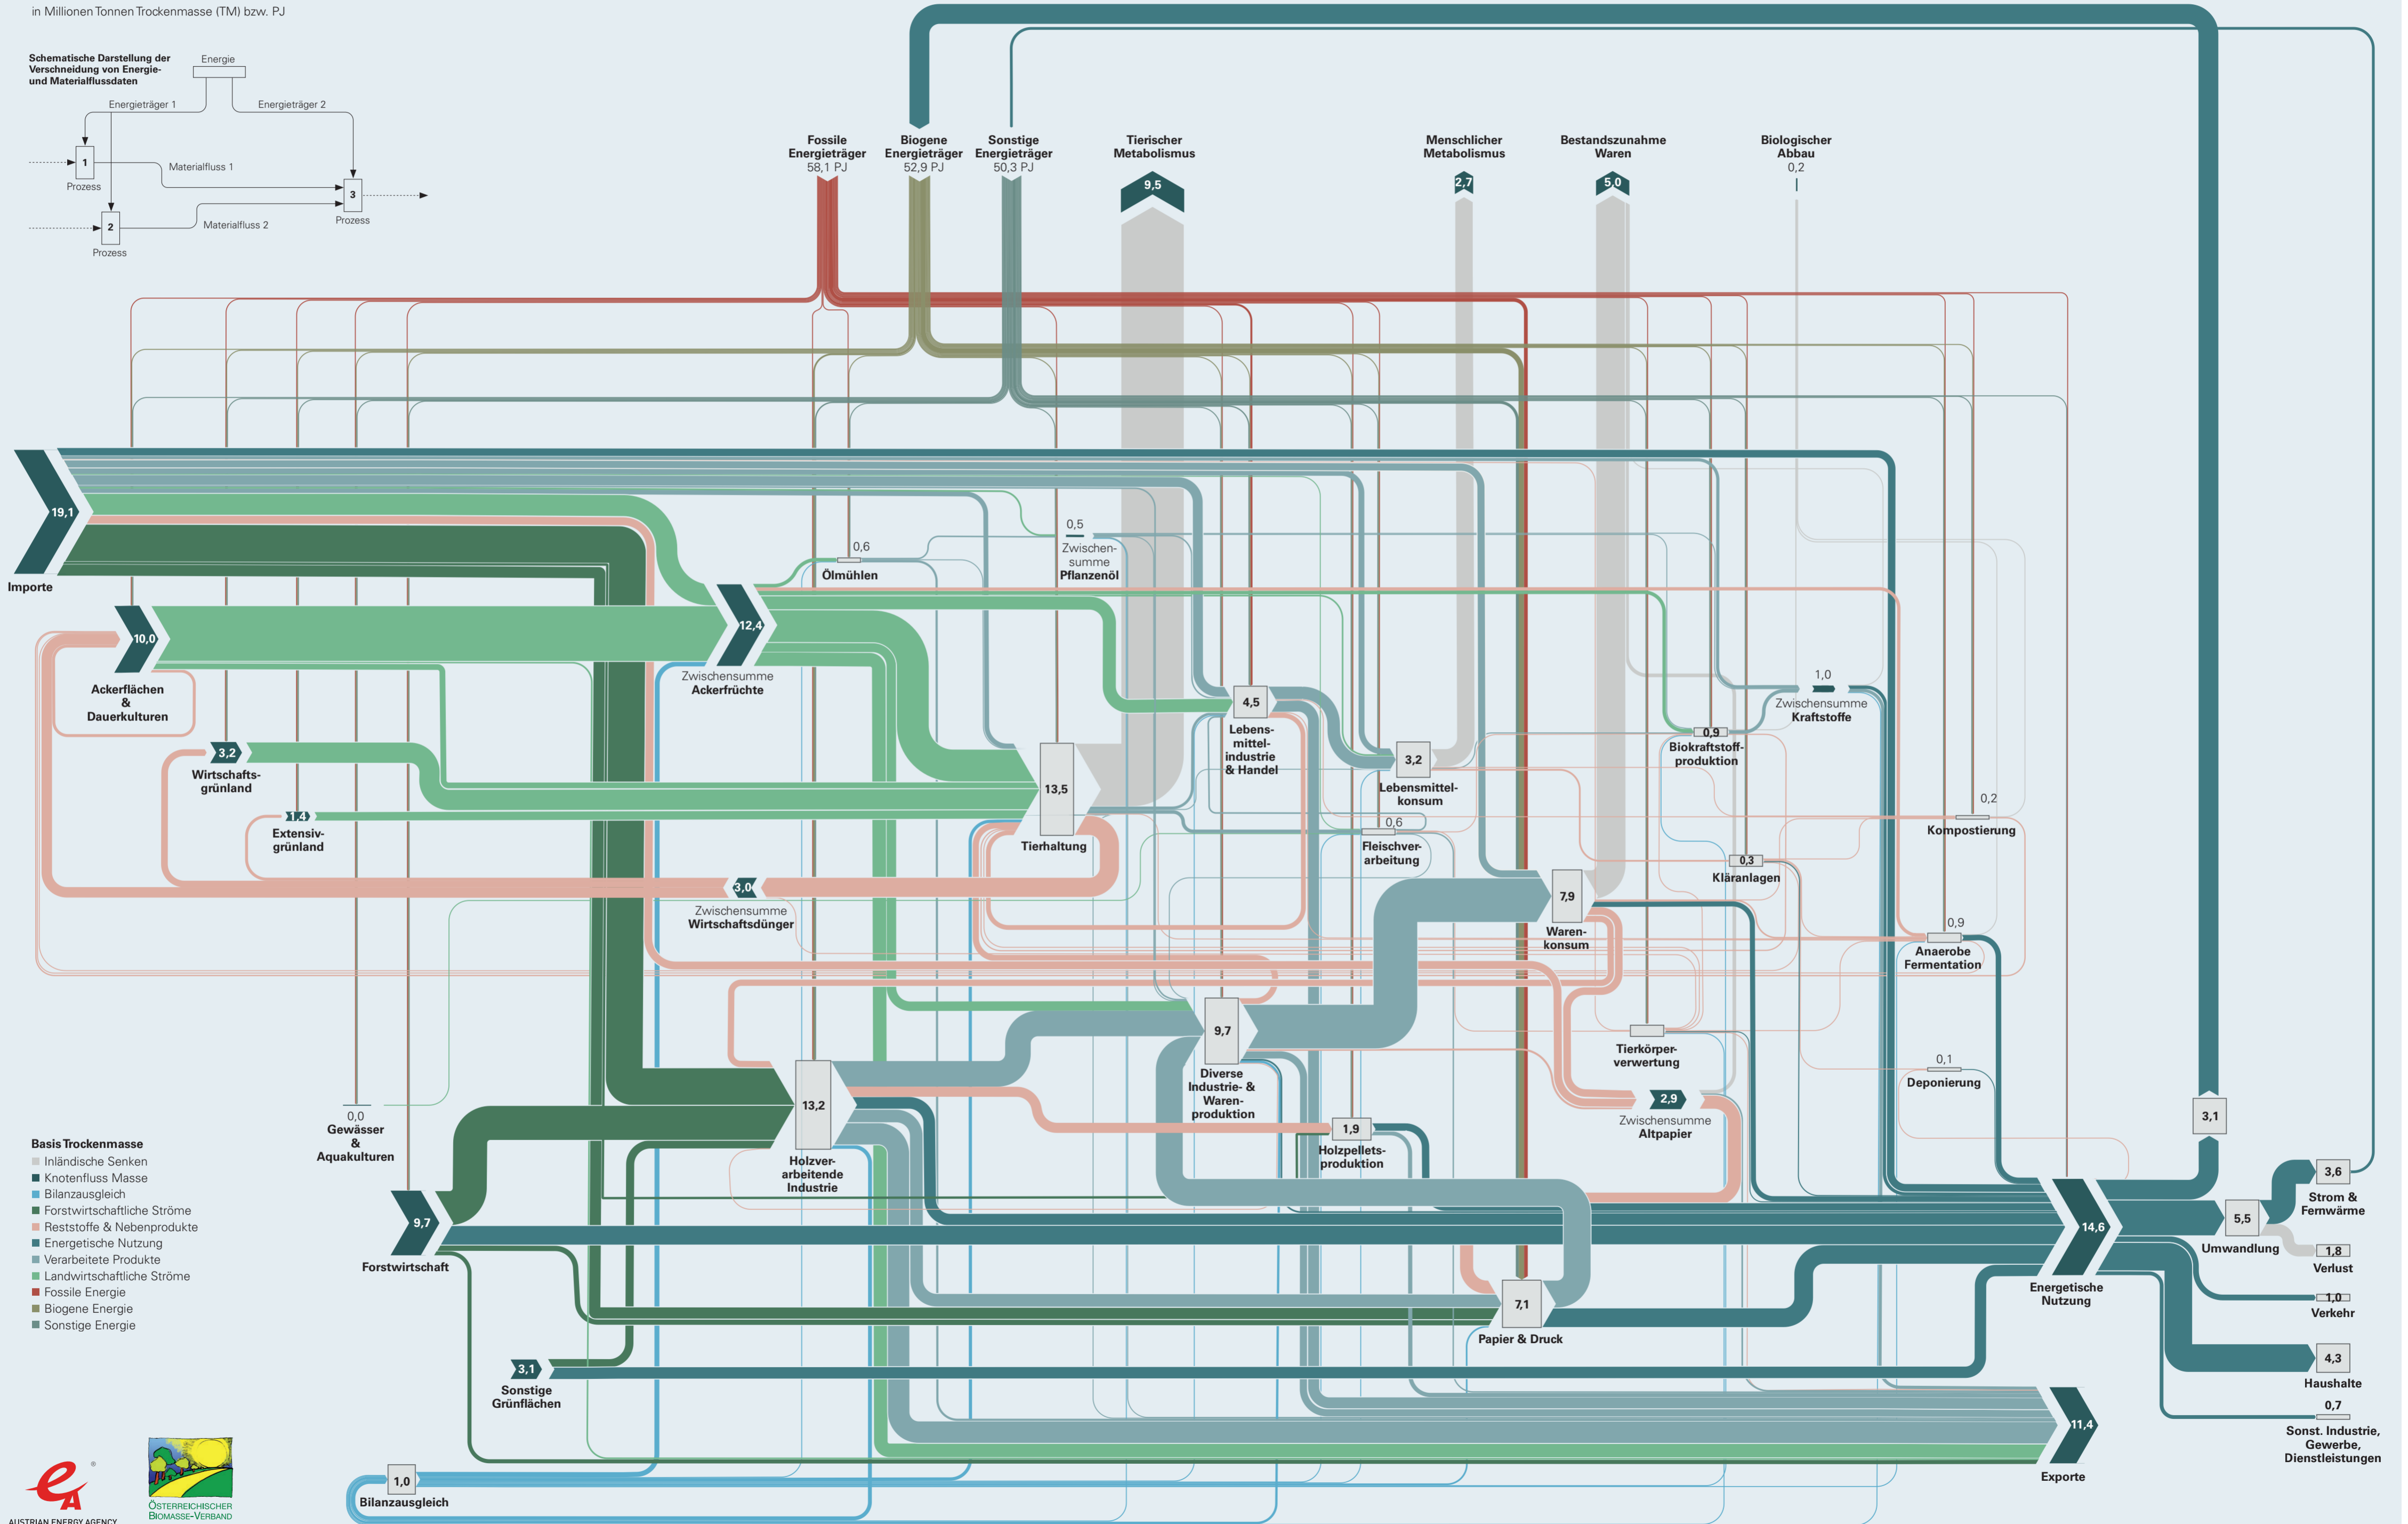 in Millionen Tonnen Trockenmasse (TM) bzw. PJ
Schematische Darstellung der
Verschneidung von Energie-
und Materialflussdaten
Energie
Energieträger 1
Energieträger 2
1
Prozess
Materialfluss 1
2
Prozess
Materialfluss 2
3
Prozess
Fossile
Energieträger
58,1 PJ
Biogene
Energieträger
52,9 PJ
Sonstige
Energieträger
50,3 PJ
Tierischer
Metabolismus
9,5
Menschlicher
Metabolismus
2,7
Bestandszunahme
Waren
5,0
Biologischer
Abbau
0,2
19,1
Importe
0,6
Ölmühlen
0,5
Zwischen-
summe
Pflanzenöl
10,0
Ackerflächen
&
Dauerkulturen
12,4
Zwischensumme
Ackerfrüchte
3,2
Wirtschafts-
grünland
1,4
Extensiv-
grünland
13,5
Tierhaltung
4,5
Lebens-
mittel-
industrie
& Handel
3,2
Lebensmittel-
konsum
0,6
Fleischver-
arbeitung
1,0
Zwischensumme
Kraftstoffe
0,9
Biokraftstoff-
produktion
0,2
Kompostierung
0,3
Kläranlagen
3,0
Zwischensumme
Wirtschaftsdünger
7,9
Waren-
konsum
0,9
Anaerobe
Fermentation
9,7
Diverse
Industrie- &
Waren-
produktion
Tierkörper-
verwertung
0,1
Deponierung
2,9
Zwischensumme
Altpapier
13,2
Holzver-
arbeitende
Industrie
1,9
Holzpellets-
produktion
0,0
Gewässer
&
Aquakulturen
9,7
Forstwirtschaft
3,1
3,6
Strom &
Fernwärme
5,5
Umwandlung
1,8
Verlust
14,6
Energetische
Nutzung
1,0
Verkehr
7,1
Papier & Druck
4,3
Haushalte
3,1
Sonstige
Grünflächen
0,7
Sonst. Industrie,
Gewerbe,
Dienstleistungen
11,4
Exporte
1,0
Bilanzausgleich
Basis Trockenmasse
Inländische Senken
Knotenfluss Masse
Bilanzausgleich
Forstwirtschaftliche Ströme
Reststoffe & Nebenprodukte
Energetische Nutzung
Verarbeitete Produkte
Landwirtschaftliche Ströme
Fossile Energie
Biogene Energie
Sonstige Energie
eA
®
AUSTRIAN ENERGY AGENCY
ÖSTERREICHISCHER
BIOMASSE-VERBAND